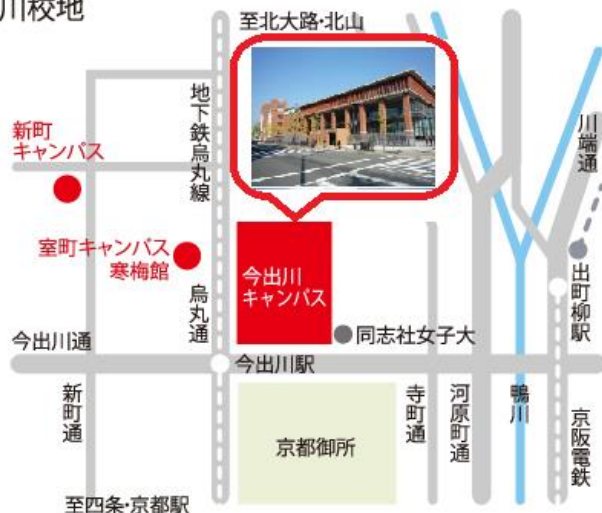 川校地
至北大路・北山
地下鉄烏丸線
新町
キャンパス
川端通
室町キャンパス
寒梅館
今出川
キャンパス
烏丸通
出町柳駅
今出川通
同志社女子大
今出川駅
新町通
京都御所
寺町通
河原町通
鴨川
京阪電鉄
至四条・京都駅